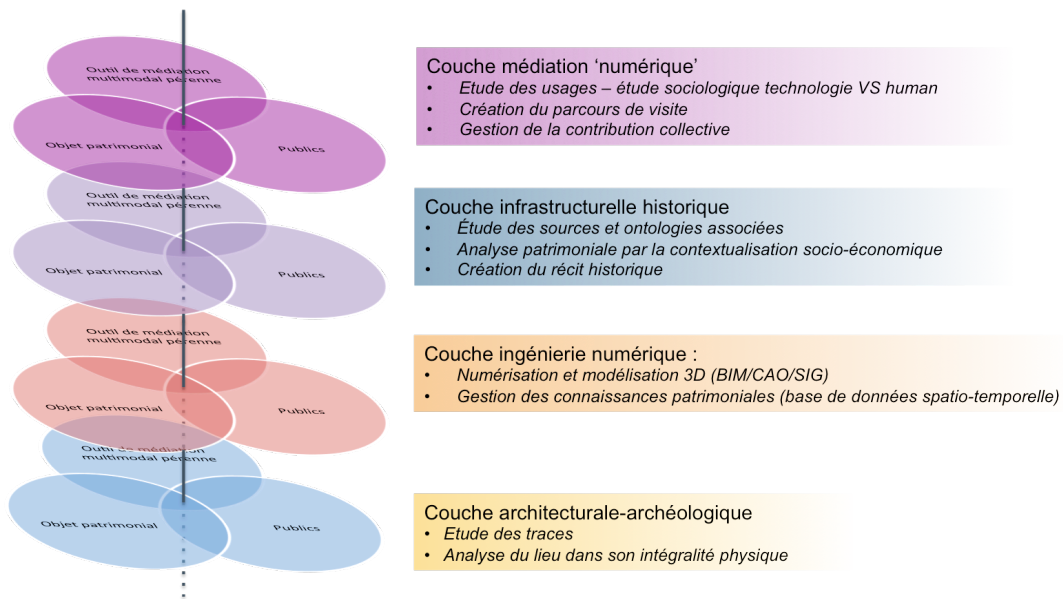 Outil de médiation
multimodal pérenne
Objet patrimonial
Publics
Couche médiation ‘numérique’
• Etude des usages – étude sociologique technologie VS human
• Création du parcours de visite
• Gestion de la contribution collective
Outil de médiation
multimodal pérenne
Objet patrimonial
Publics
Couche infrastructurelle historique
• Étude des sources et ontologies associées
• Analyse patrimoniale par la contextualisation socio-économique
• Création du récit historique
Outil de médiation
multimodal pérenne
Objet patrimonial
Publics
Couche ingénierie numérique :
• Numérisation et modélisation 3D (BIM/CAO/SIG)
• Gestion des connaissances patrimoniales (base de données spatio-temporelle)
Outil de médiation
multimodal pérenne
Objet patrimonial
Publics
Couche architecturale-archéologique
• Etude des traces
• Analyse du lieu dans son intégralité physique